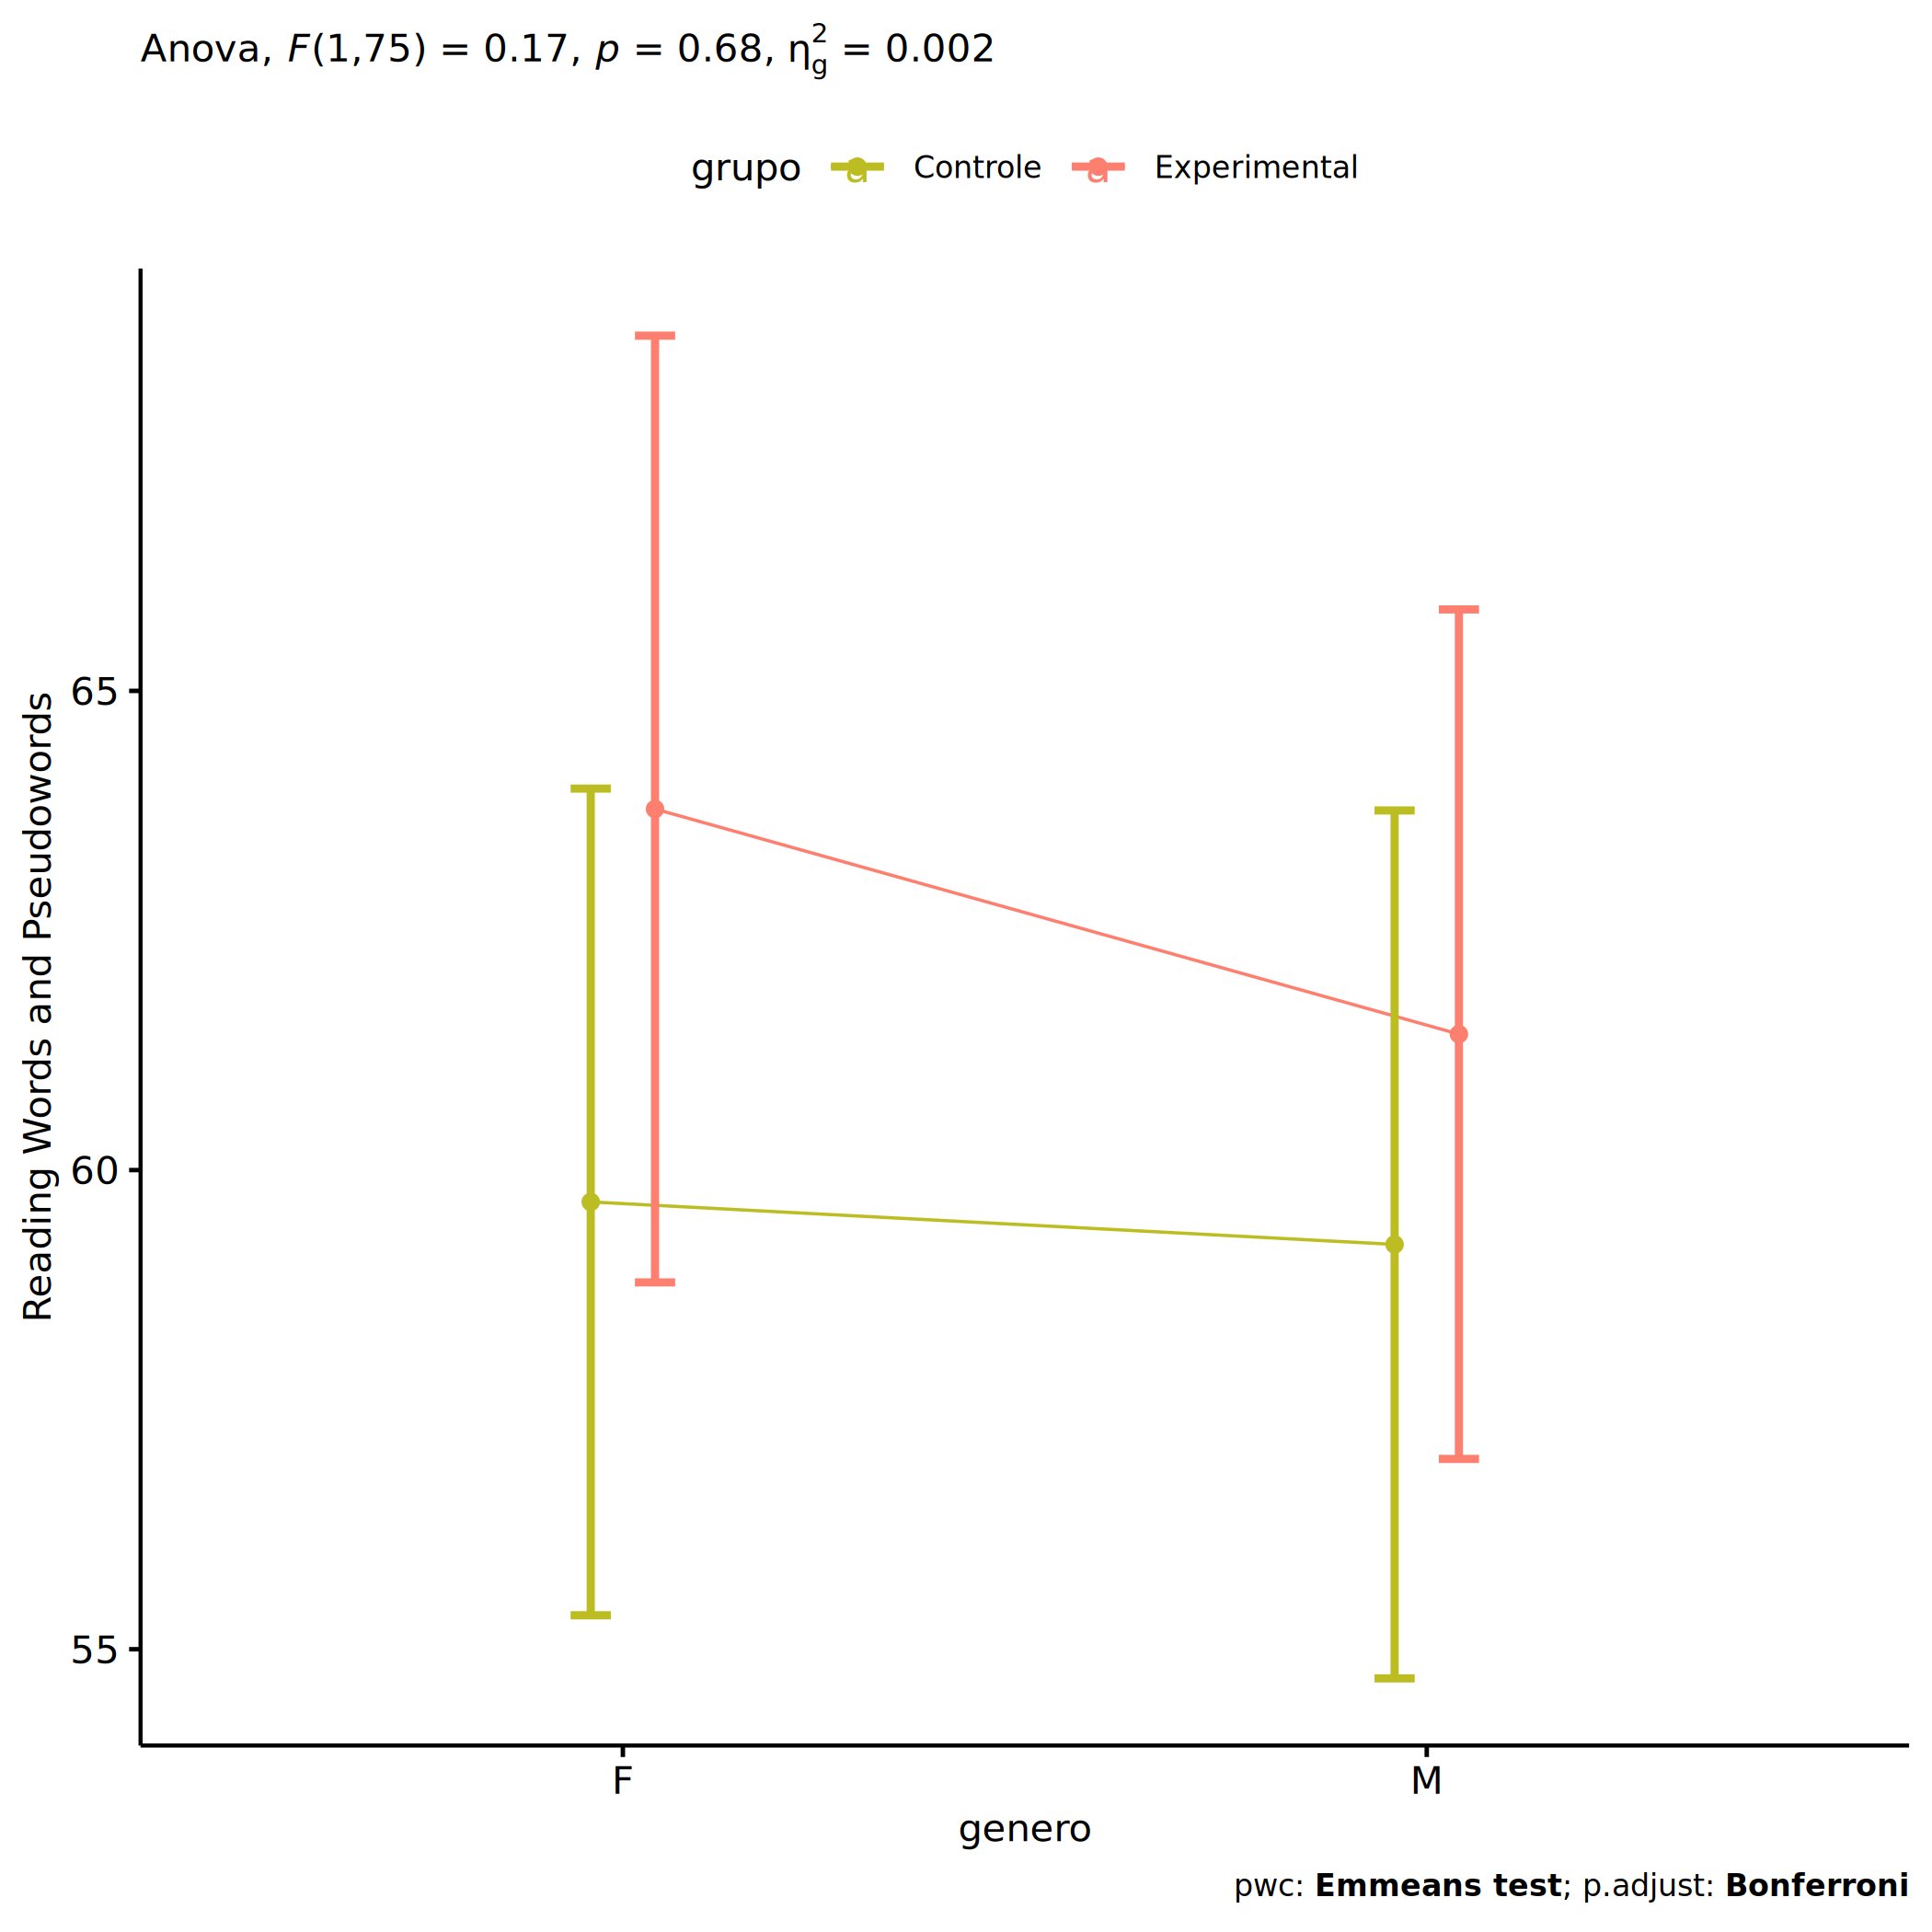 Anova, F(1,75) = 0.17, p = 0.68, η²g = 0.002
grupo a Controle a Experimental
Reading Words and Pseudowords
65
60
55
F M
genero
pwc: Emmeans test; p.adjust: Bonferroni